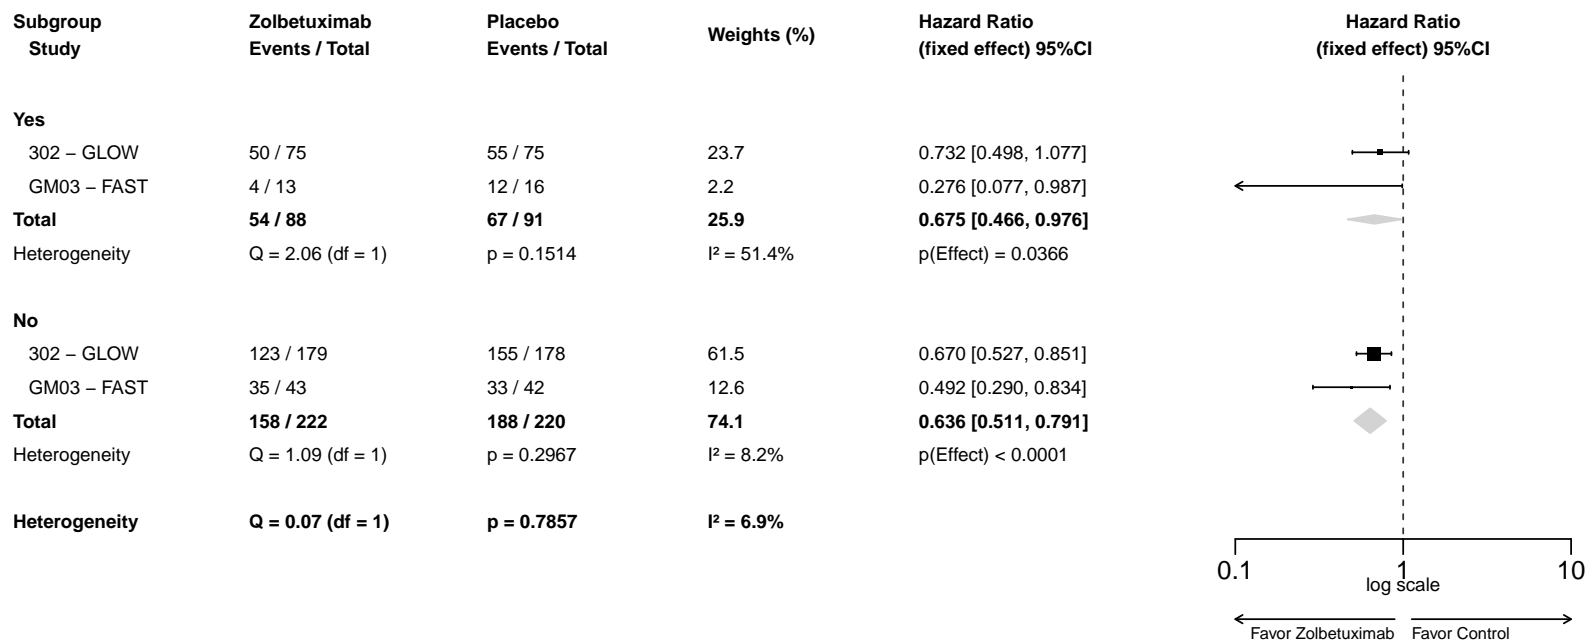 Subgroup Zolbetuximab Placebo Weights (%) Hazard Ratio Hazard Ratio
Study Events / Total Events / Total (fixed effect) 95%CI (fixed effect) 95%CI
Yes
302 – GLOW 50 / 75 55 / 75 23.7 0.732 [0.498, 1.077]
GM03 – FAST 4 / 13 12 / 16 2.2 0.276 [0.077, 0.987]
Total 54 / 88 67 / 91 25.9 0.675 [0.466, 0.976]
Heterogeneity Q = 2.06 (df = 1) p = 0.1514 I² = 51.4% p(Effect) = 0.0366
No
302 – GLOW 123 / 179 155 / 178 61.5 0.670 [0.527, 0.851]
GM03 – FAST 35 / 43 33 / 42 12.6 0.492 [0.290, 0.834]
Total 158 / 222 188 / 220 74.1 0.636 [0.511, 0.791]
Heterogeneity Q = 1.09 (df = 1) p = 0.2967 I² = 8.2% p(Effect) < 0.0001
Heterogeneity Q = 0.07 (df = 1) p = 0.7857 I² = 6.9%
0.1 1 10
log scale
Favor Zolbetuximab Favor Control